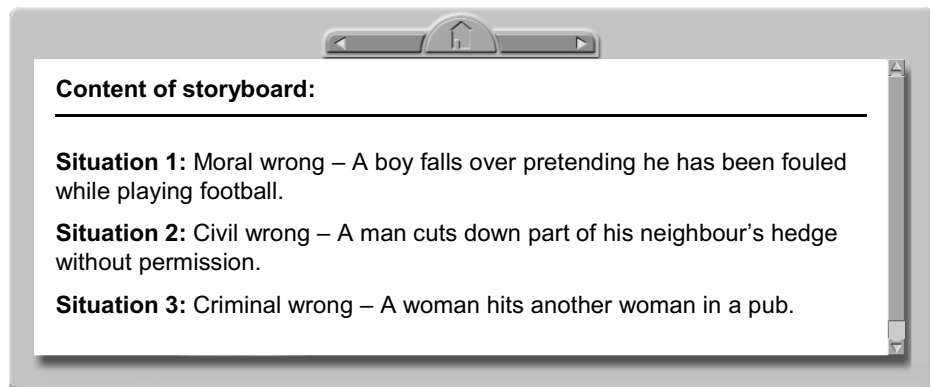 Content of storyboard:
Situation 1: Moral wrong – A boy falls over pretending he has been fouled
while playing football.
Situation 2: Civil wrong – A man cuts down part of his neighbour’s hedge
without permission.
Situation 3: Criminal wrong – A woman hits another woman in a pub.